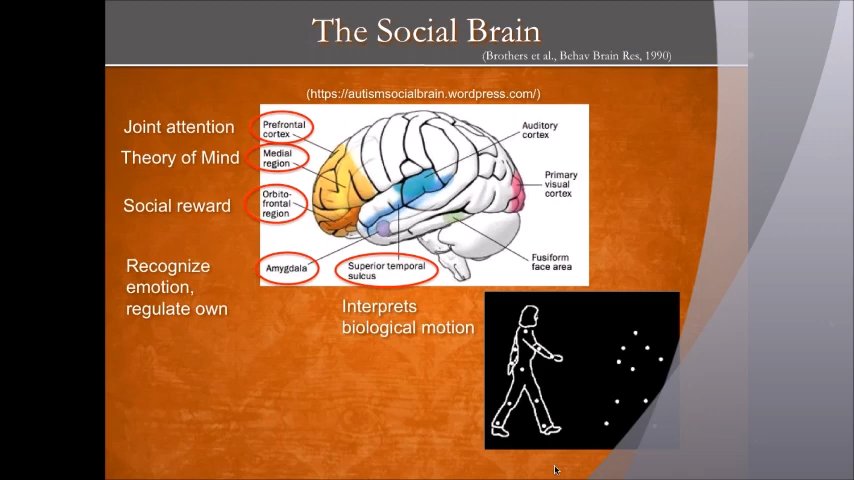 The Social Brain
(Brothers et al., Behav Brain Res, 1990)
(https://autismsocialbrain.wordpress.com/)
Joint attention
Theory of Mind
Social reward
Recognize
emotion,
regulate own
Prefrontal
cortex
Medial
region
Orbito-
frontal
region
Amygdala
Superior temporal
sulcus
Auditory
cortex
Primary
visual
cortex
Fusiform
face area
Interprets
biological motion